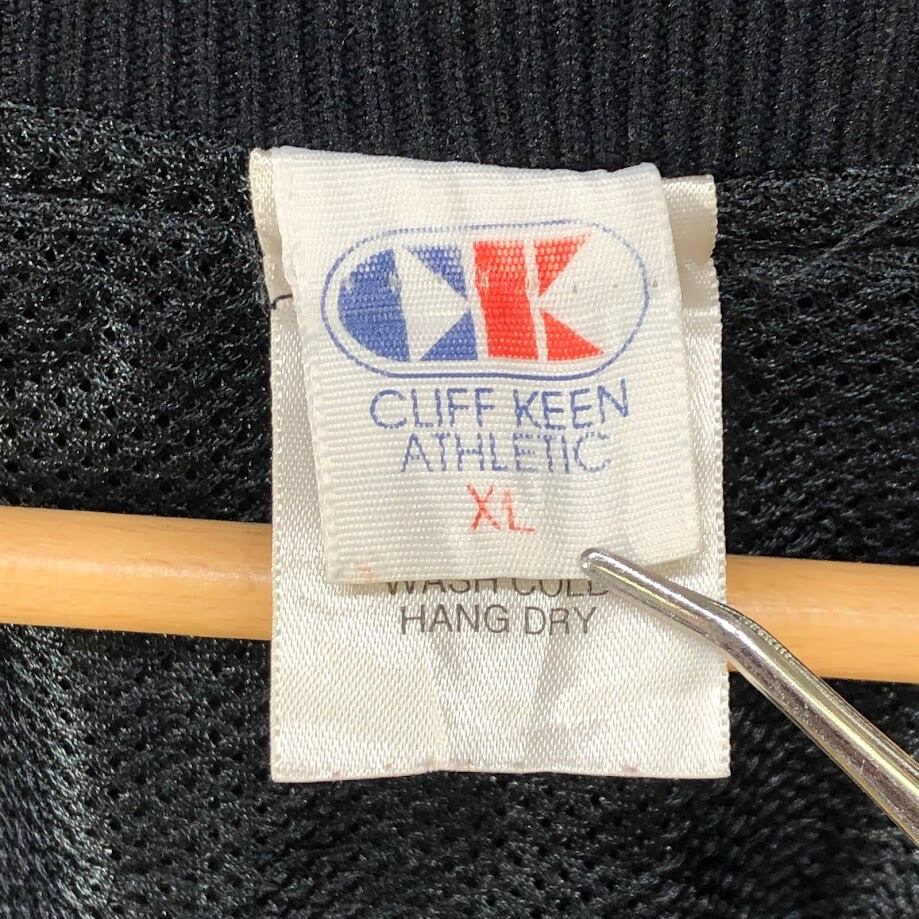 CK
CLIFF KEEN
ATHLETIC
XL
WASH COLD
HANG DRY